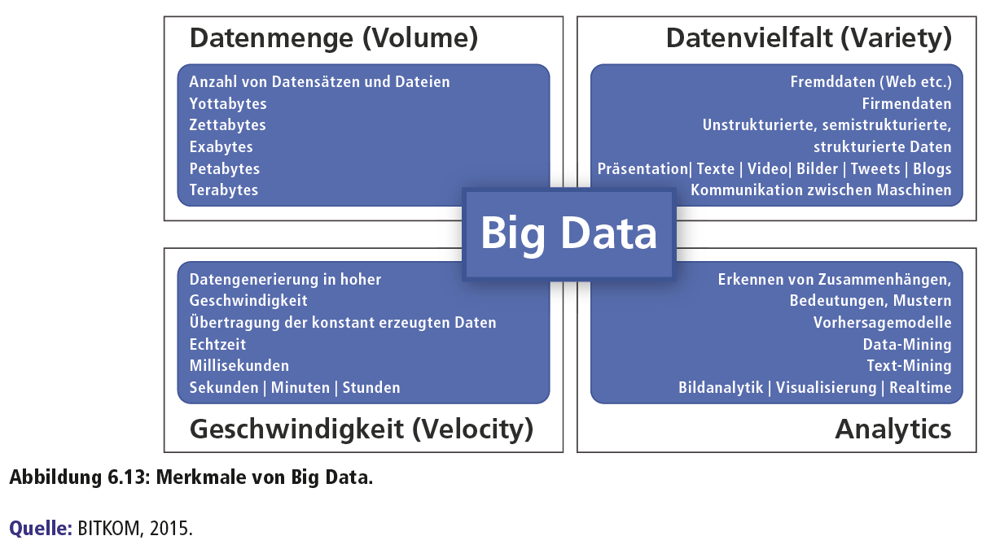 Datenmenge (Volume)
Anzahl von Datensätzen und Dateien
Yottabytes
Zettabytes
Exabytes
Petabytes
Terabytes
Datenvielfalt (Variety)
Fremddaten (Web etc.)
Firmendaten
Unstrukturierte, semistrukturierte,
strukturierte Daten
Präsentation| Texte | Video| Bilder | Tweets | Blogs
Kommunikation zwischen Maschinen
Big Data
Datengenerierung in hoher
Geschwindigkeit
Übertragung der konstant erzeugten Daten
Echtzeit
Millisekunden
Sekunden | Minuten | Stunden
Geschwindigkeit (Velocity)
Erkennen von Zusammenhängen,
Bedeutungen, Mustern
Vorhersagemodelle
Data-Mining
Text-Mining
Bildanalytik | Visualisierung | Realtime
Analytics
Abbildung 6.13: Merkmale von Big Data.
Quelle: BITKOM, 2015.